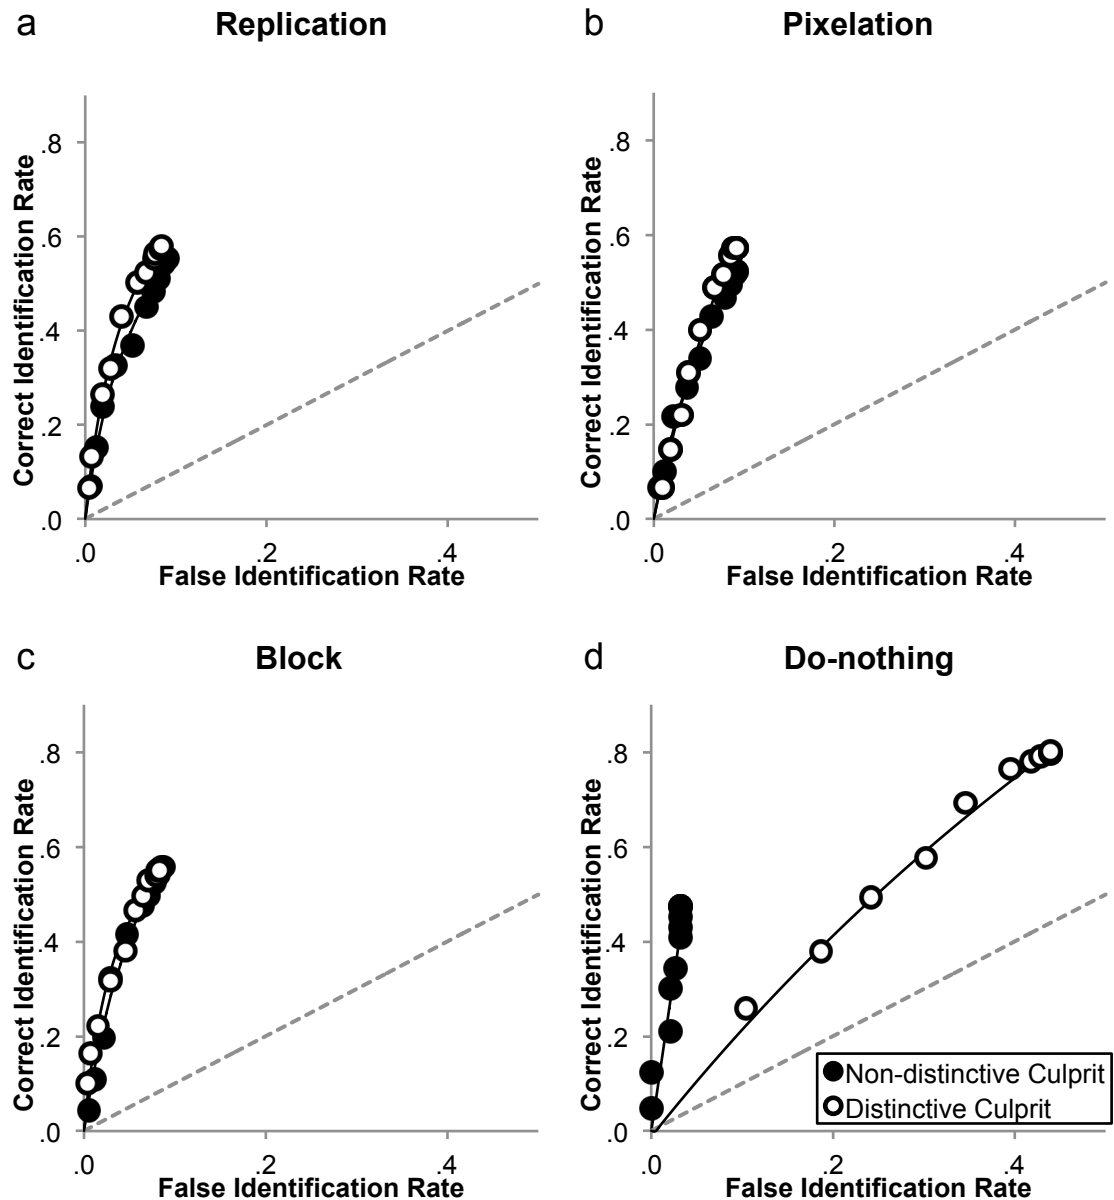 a Replication
.8
.6
.4
.2
.0
.0 .2 .4
Correct Identification Rate
False Identification Rate
b Pixelation
.8
.6
.4
.2
.0
.0 .2 .4
Correct Identification Rate
False Identification Rate
c Block
.8
.6
.4
.2
.0
.0 .2 .4
Correct Identification Rate
False Identification Rate
d Do-nothing
.8
.6
.4
.2
.0
.0 .2 .4
Correct Identification Rate
False Identification Rate
Non-distinctive Culprit
Distinctive Culprit